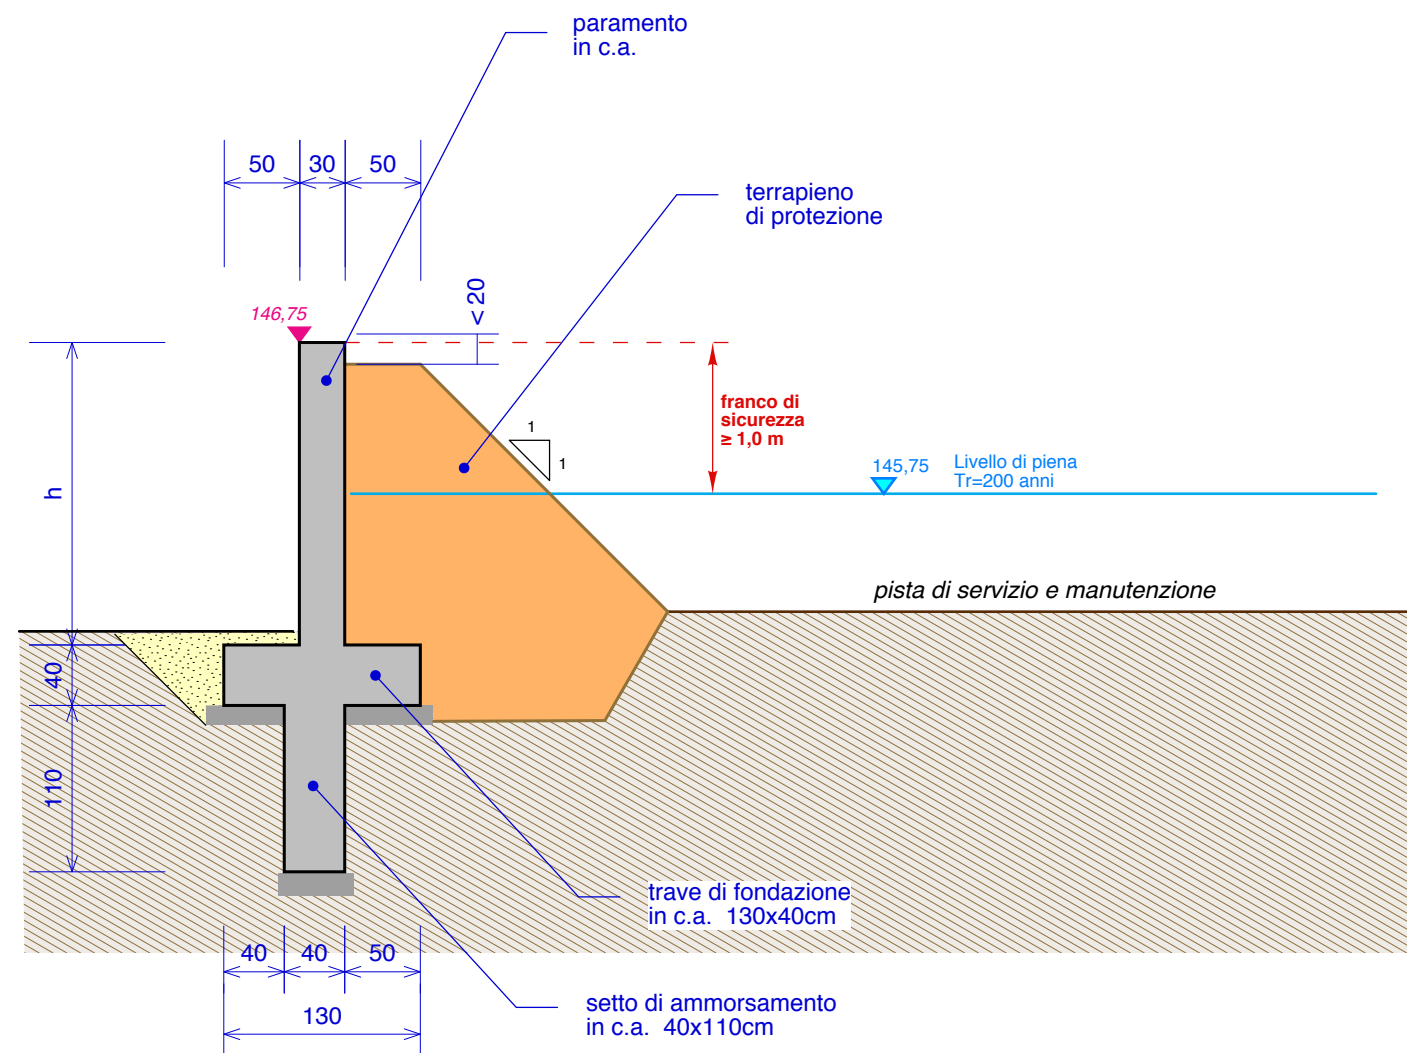 paramento
in c.a.
50 30 50
terrapieno
di protezione
< 20
146,75
franco di
sicurezza
≥ 1,0 m
1
1
145,75
Livello di piena
Tr=200 anni
h
pista di servizio e manutenzione
40
110
trave di fondazione
in c.a. 130x40cm
40 40 50
130
setto di ammorsamento
in c.a. 40x110cm